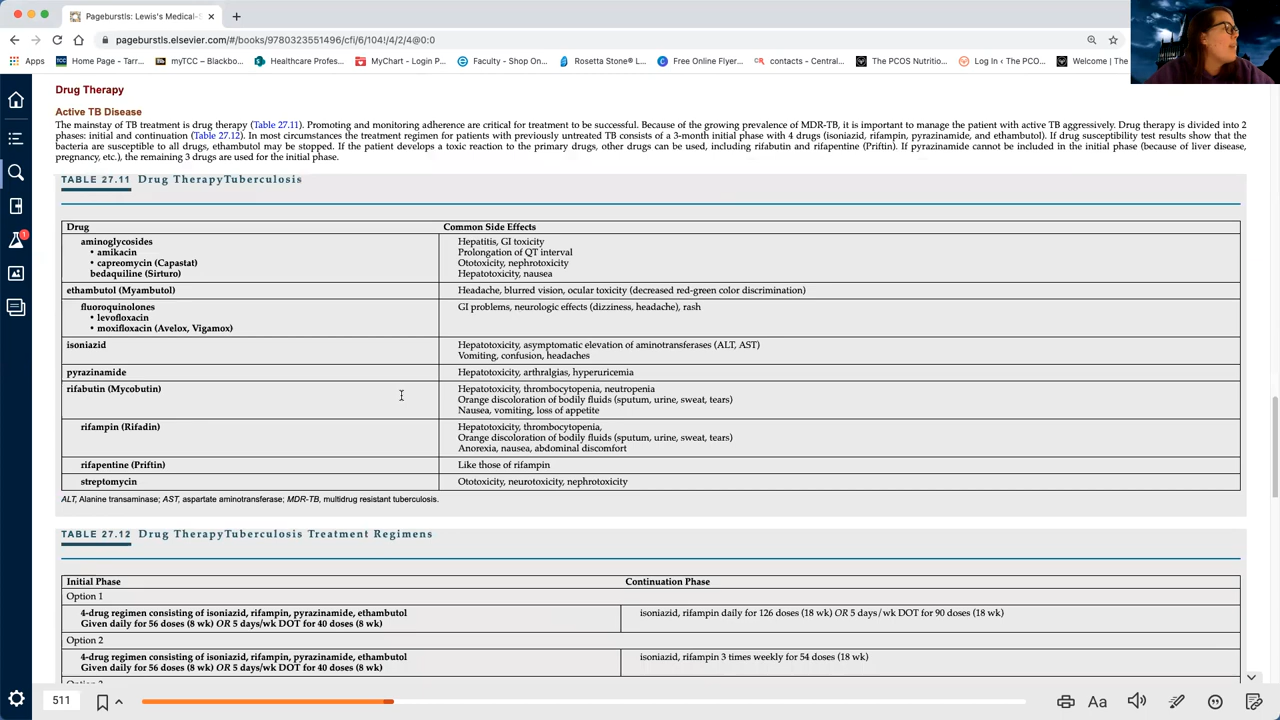 Pageburstls: Lewis's Medical-S
pageburstls.elsevier.com/#/books/9780323551496/cfi/6/104!/4/2/4@0:0
Apps
Home Page - Tarr...
myTCC – Blackbo...
Healthcare Profes...
MyChart - Login P...
Faculty - Shop On...
Rosetta Stone® L...
Free Online Flyer...
contacts – Central...
The PCOS Nutritio...
Log In ‹ The PCO...
Welcome | The
Drug Therapy
Active TB Disease
The mainstay of TB treatment is drug therapy (Table 27.11). Promoting and monitoring adherence are critical for treatment to be successful. Because of the growing prevalence of MDR-TB, it is important to manage the patient with active TB aggressively. Drug therapy is divided into 2
phases: initial and continuation (Table 27.12). In most circumstances the treatment regimen for patients with previously untreated TB consists of a 3-month initial phase with 4 drugs (isoniazid, rifampin, pyrazinamide, and ethambutol). If drug susceptibility test results show that the
bacteria are susceptible to all drugs, ethambutol may be stopped. If the patient develops a toxic reaction to the primary drugs, other drugs can be used, including rifabutin and rifapentine (Priftin). If pyrazinamide cannot be included in the initial phase (because of liver disease,
pregnancy, etc.), the remaining 3 drugs are used for the initial phase.
TABLE 27.11 Drug TherapyTuberculosis
Drug Common Side Effects
aminoglycosides Hepatitis, GI toxicity
• amikacin Prolongation of QT interval
• capreomycin (Capastat) Ototoxicity, nephrotoxicity
bedaquiline (Sirturo) Hepatotoxicity, nausea
ethambutol (Myambutol) Headache, blurred vision, ocular toxicity (decreased red-green color discrimination)
fluoroquinolones GI problems, neurologic effects (dizziness, headache), rash
• levofloxacin
• moxifloxacin (Avelox, Vigamox)
isoniazid Hepatotoxicity, asymptomatic elevation of aminotransferases (ALT, AST)
Vomiting, confusion, headaches
pyrazinamide Hepatotoxicity, arthralgias, hyperuricemia
rifabutin (Mycobutin) Hepatotoxicity, thrombocytopenia, neutropenia
Orange discoloration of bodily fluids (sputum, urine, sweat, tears)
Nausea, vomiting, loss of appetite
rifampin (Rifadin) Hepatotoxicity, thrombocytopenia,
Orange discoloration of bodily fluids (sputum, urine, sweat, tears)
Anorexia, nausea, abdominal discomfort
rifapentine (Priftin) Like those of rifampin
streptomycin Ototoxicity, neurotoxicity, nephrotoxicity
ALT, Alanine transaminase; AST, aspartate aminotransferase; MDR-TB, multidrug resistant tuberculosis.
TABLE 27.12 Drug TherapyTuberculosis Treatment Regimens
Initial Phase Continuation Phase
Option 1
4-drug regimen consisting of isoniazid, rifampin, pyrazinamide, ethambutol isoniazid, rifampin daily for 126 doses (18 wk) OR 5 days/wk DOT for 90 doses (18 wk)
Given daily for 56 doses (8 wk) OR 5 days/wk DOT for 40 doses (8 wk)
Option 2
4-drug regimen consisting of isoniazid, rifampin, pyrazinamide, ethambutol isoniazid, rifampin 3 times weekly for 54 doses (18 wk)
Given daily for 56 doses (8 wk) OR 5 days/wk DOT for 40 doses (8 wk)
511
Aa